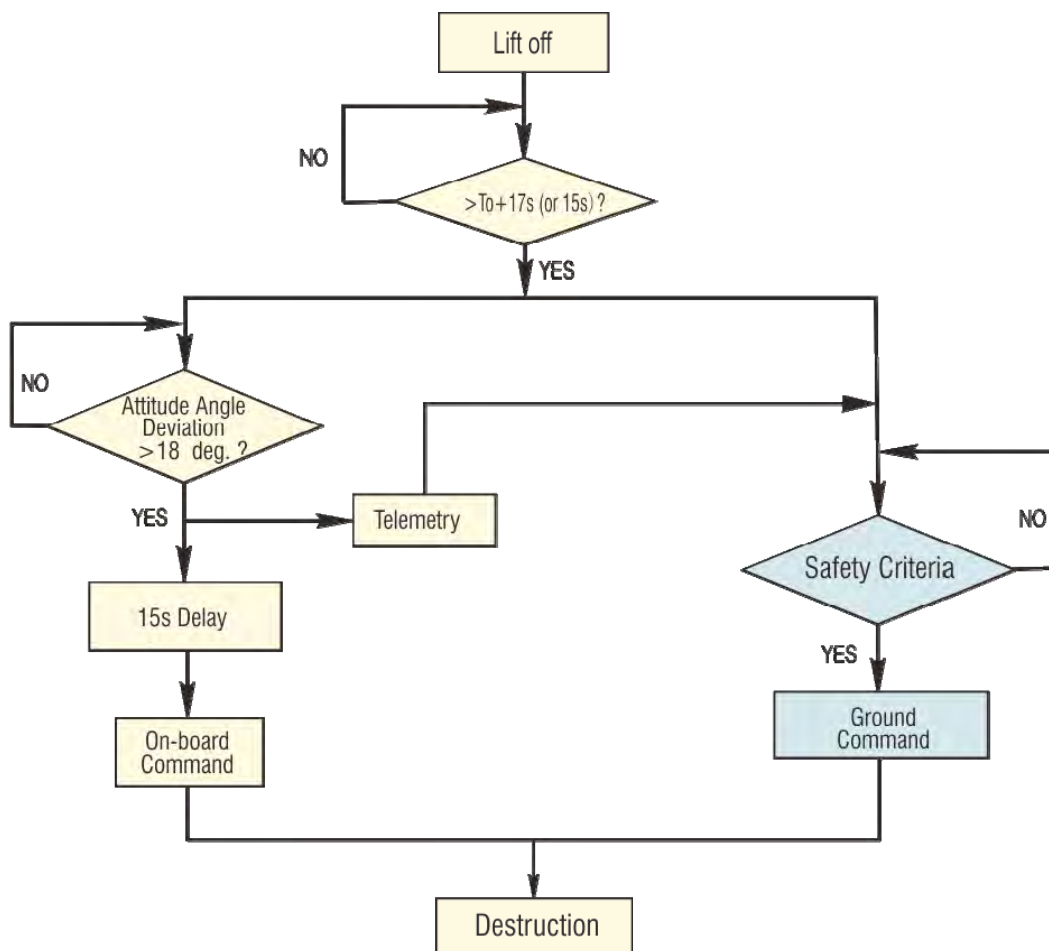 Lift off
NO
>To+17s (or 15s) ?
YES
NO
Attitude Angle
Deviation
>18 deg. ?
YES
Telemetry
NO
Safety Criteria
15s Delay
YES
On-board
Command
Ground
Command
Destruction